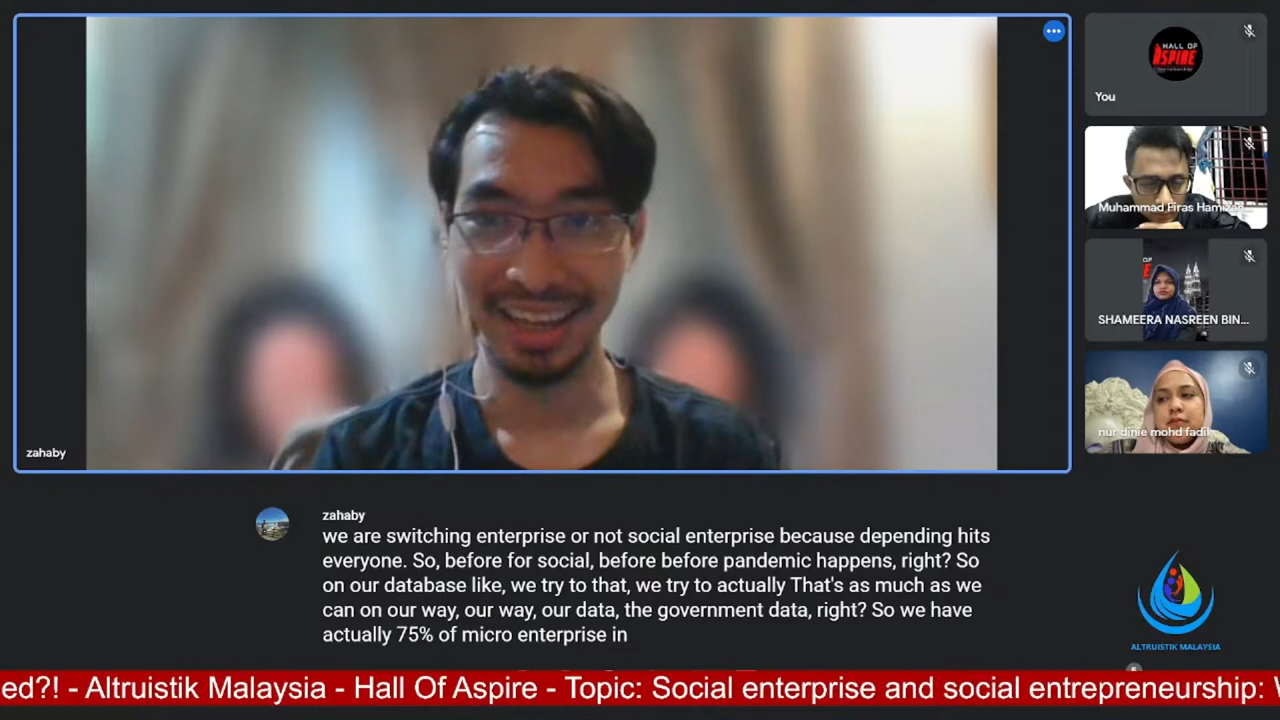 HALL OF
ASPIRE
You
Muhammad Firas Hamizan...
SHAMEERA NASREEN BIN...
nur dinie mohd fadil
zahaby
zahaby
we are switching enterprise or not social enterprise because depending hits
everyone. So, before for social, before before pandemic happens, right? So
on our database like, we try to that, we try to actually That's as much as we
can on our way, our way, our data, the government data, right? So we have
actually 75% of micro enterprise in
ALTRUISTIK MALAYSIA
ed?! - Altruistik Malaysia - Hall Of Aspire - Topic: Social enterprise and social entrepreneurship: